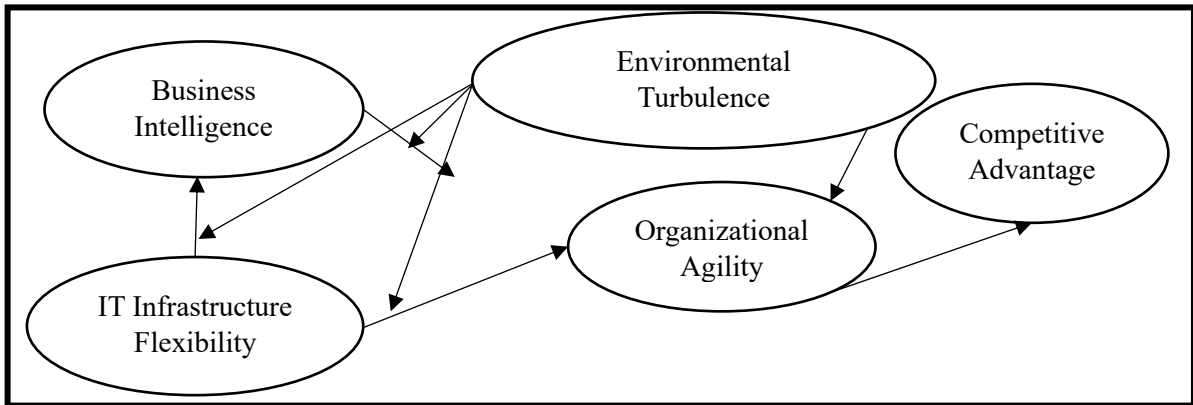 Business
Intelligence
Environmental
Turbulence
Competitive
Advantage
Organizational
Agility
IT Infrastructure
Flexibility